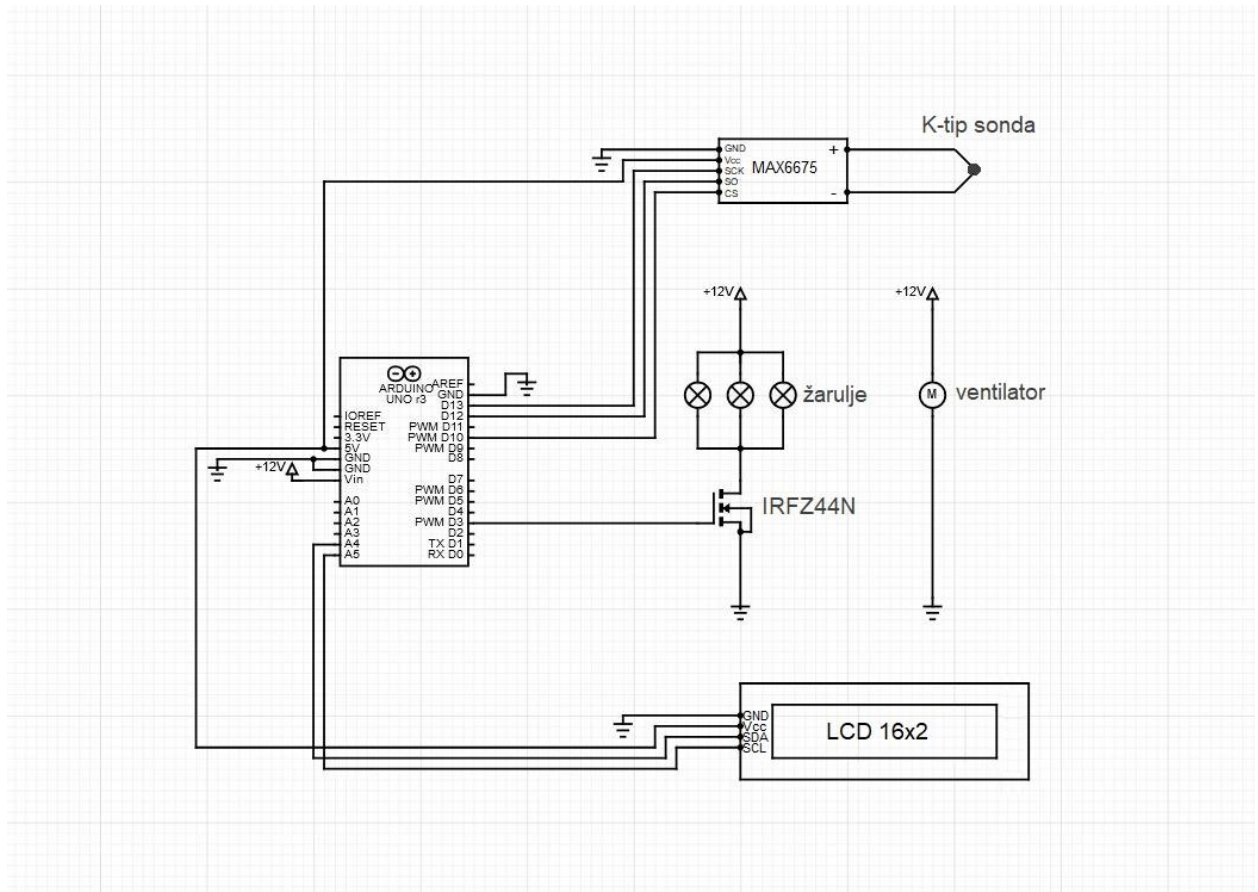 K-tip sonda
GND
Vcc
SCK
SO
CS
MAX6675
+
-
+12V
+12V
žarulje
M
ventilator
ARDUINO
UNO r3
AREF
GND
D13
D12
PWM D11
PWM D10
PWM D9
D8
D7
PWM D6
PWM D5
D4
PWM D3
D2
TX D1
RX D0
IOREF
RESET
3.3V
5V
GND
GND
Vin
+12V
A0
A1
A2
A3
A4
A5
IRFZ44N
GND
Vcc
SDA
SCL
LCD 16x2